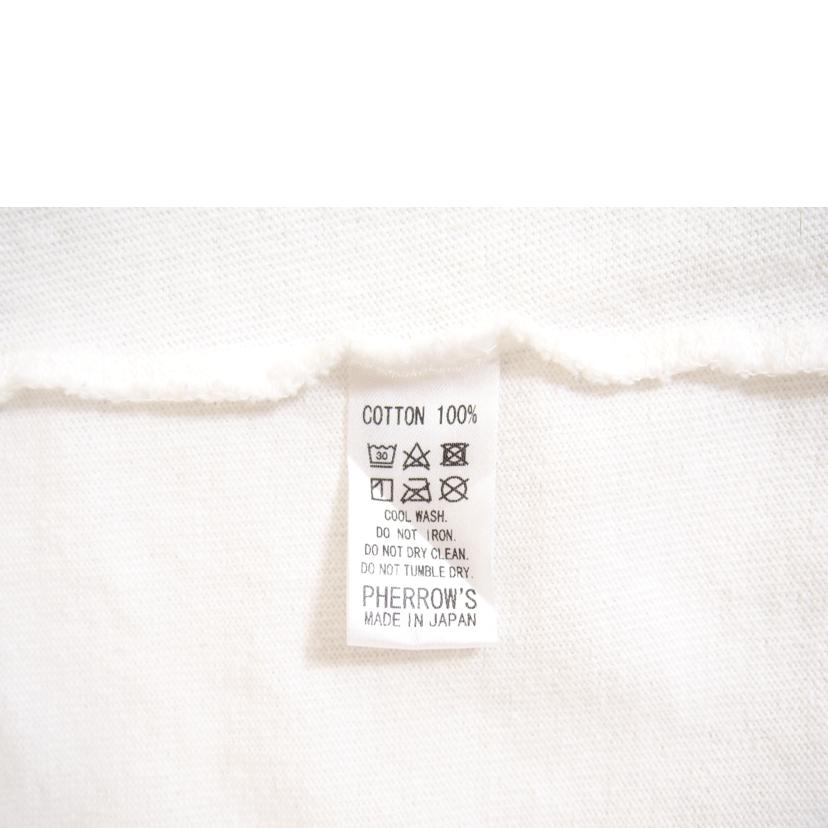 COTTON 100%
30
COOL WASH.
DO NOT IRON.
DO NOT DRY CLEAN.
DO NOT TUMBLE DRY.
PHERROW'S
MADE IN JAPAN